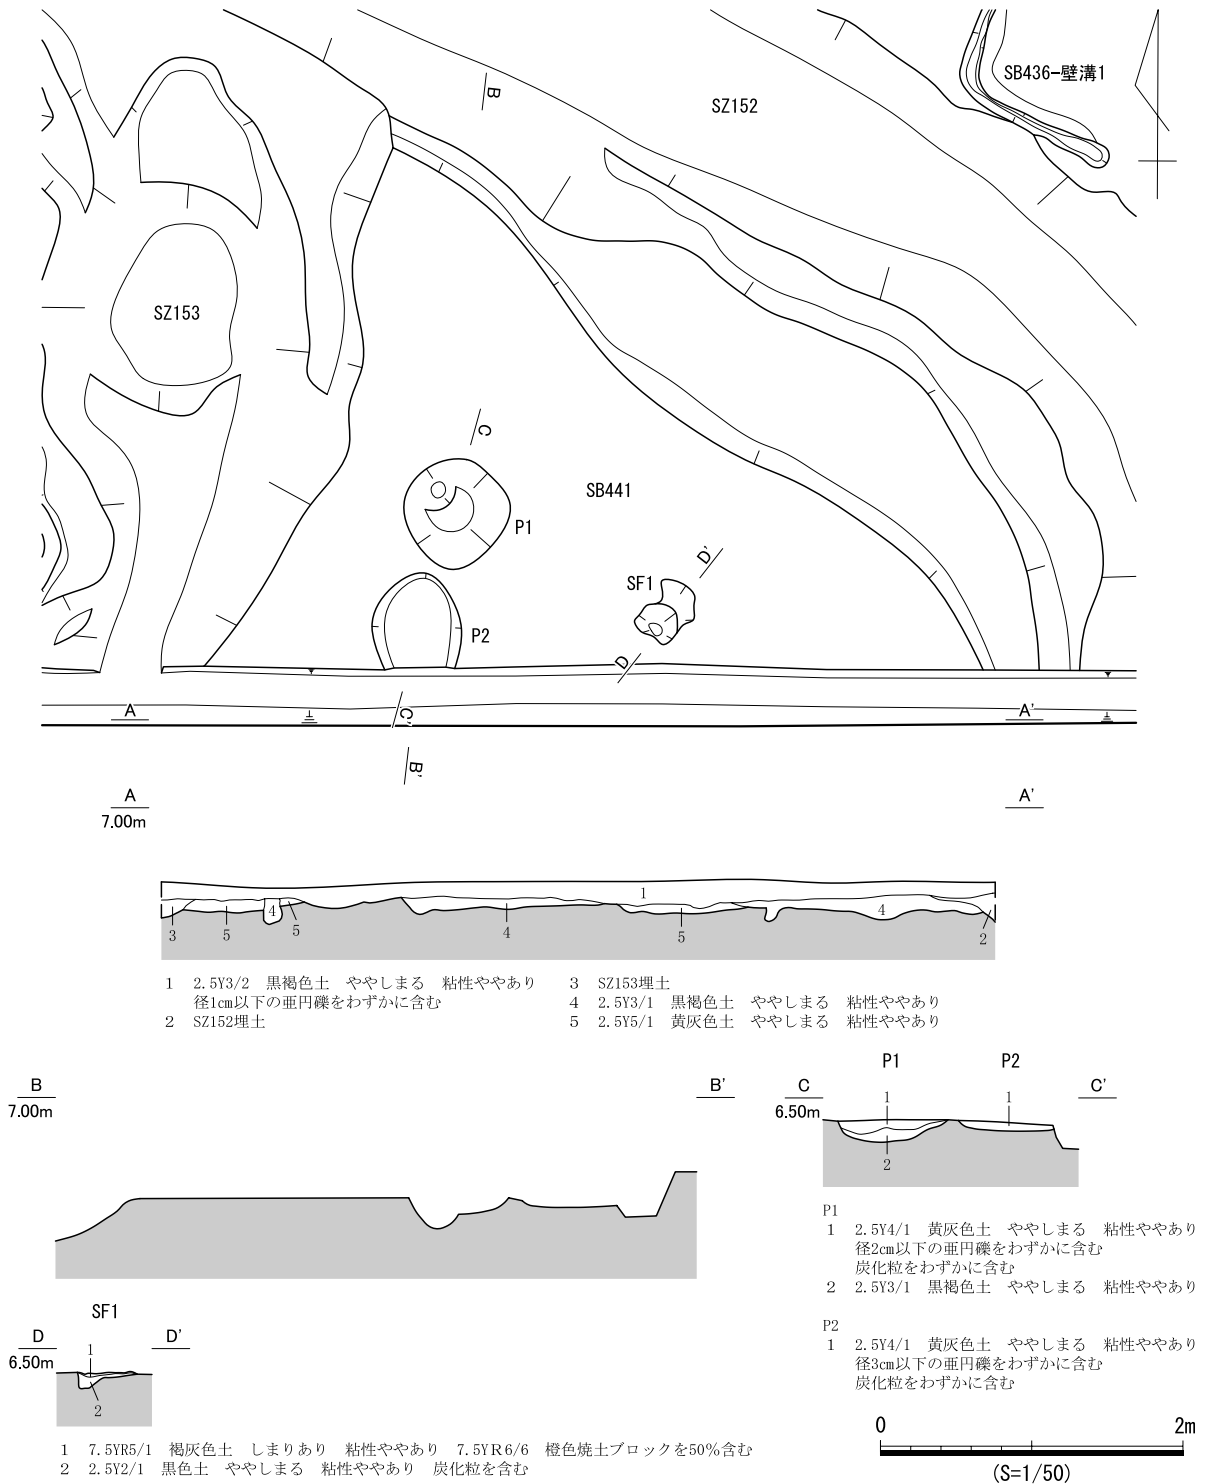 B
SZ152
SB436-壁溝1
SZ153
C
SB441
P1
D'
SF1
P2
D
A
C'
A'
B'
A
7.00m
A'
1
3
5
4
5
4
5
4
2
1 2.5Y3/2 黒褐色土 ややしまる 粘性ややあり
径1cm以下の亜円礫をわずかに含む
2 SZ152埋土
3 SZ153埋土
4 2.5Y3/1 黒褐色土 ややしまる 粘性ややあり
5 2.5Y5/1 黄灰色土 ややしまる 粘性ややあり
B
7.00m
B'
P1
P2
C
6.50m
C'
1
1
2
P1
1 2.5Y4/1 黄灰色土 ややしまる 粘性ややあり
径2cm以下の亜円礫をわずかに含む
炭化粒をわずかに含む
2 2.5Y3/1 黒褐色土 ややしまる 粘性ややあり
P2
1 2.5Y4/1 黄灰色土 ややしまる 粘性ややあり
径3cm以下の亜円礫をわずかに含む
炭化粒をわずかに含む
SF1
D
6.50m
D'
1
2
1 7.5YR5/1 褐灰色土 しまりあり 粘性ややあり 7.5YR6/6 橙色焼土ブロックを50%含む
2 2.5Y2/1 黒色土 ややしまる 粘性ややあり 炭化粒を含む
0
2m
(S=1/50)